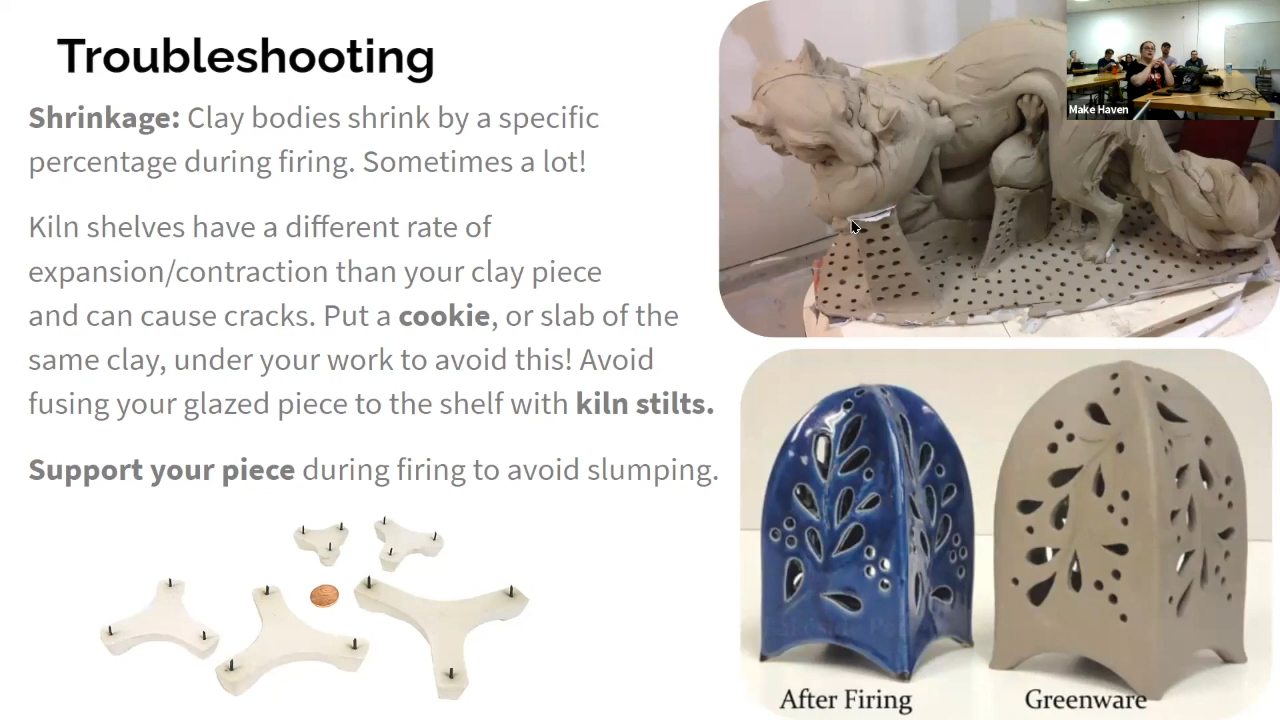 Troubleshooting
Shrinkage: Clay bodies shrink by a specific
percentage during firing. Sometimes a lot!
Kiln shelves have a different rate of
expansion/contraction than your clay piece
and can cause cracks. Put a cookie, or slab of the
same clay, under your work to avoid this! Avoid
fusing your glazed piece to the shelf with kiln stilts.
Support your piece during firing to avoid slumping.
Make Haven
After Firing
Greenware